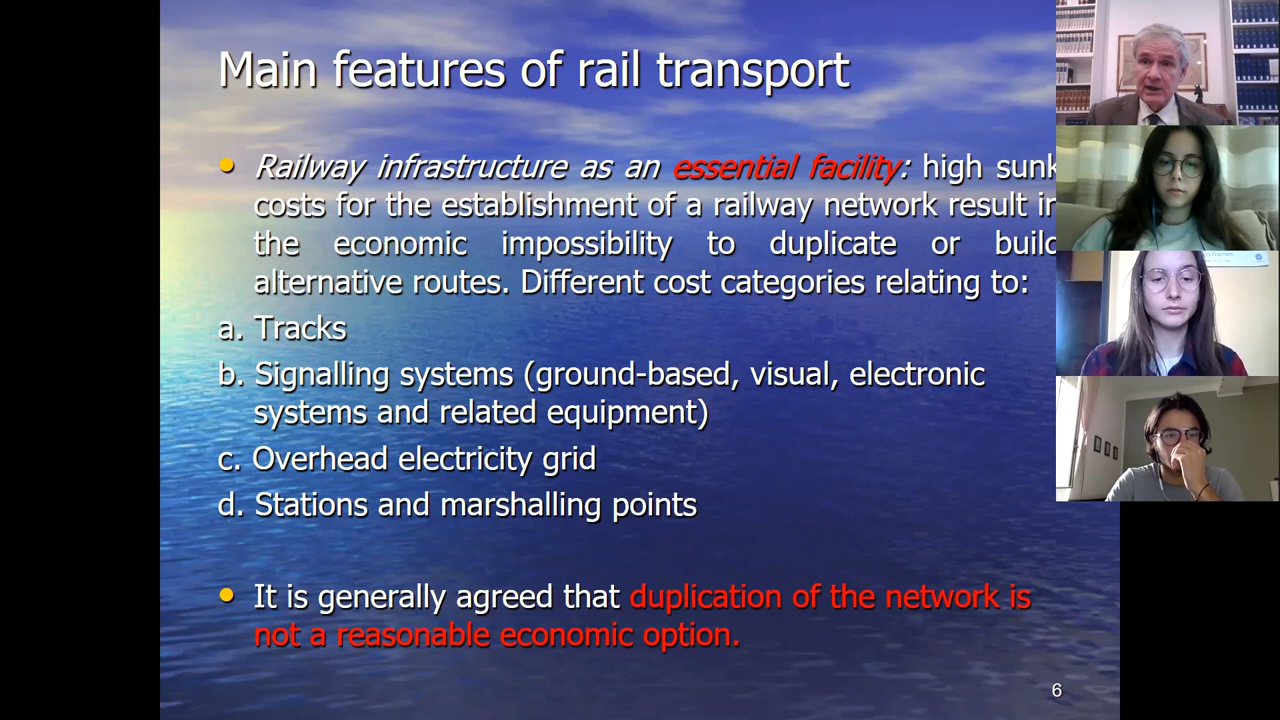 Main features of rail transport
• Railway infrastructure as an essential facility: high sunk
costs for the establishment of a railway network result in
the economic impossibility to duplicate or build
alternative routes. Different cost categories relating to:
a. Tracks
b. Signalling systems (ground-based, visual, electronic
systems and related equipment)
c. Overhead electricity grid
d. Stations and marshalling points
• It is generally agreed that duplication of the network is
not a reasonable economic option.
6